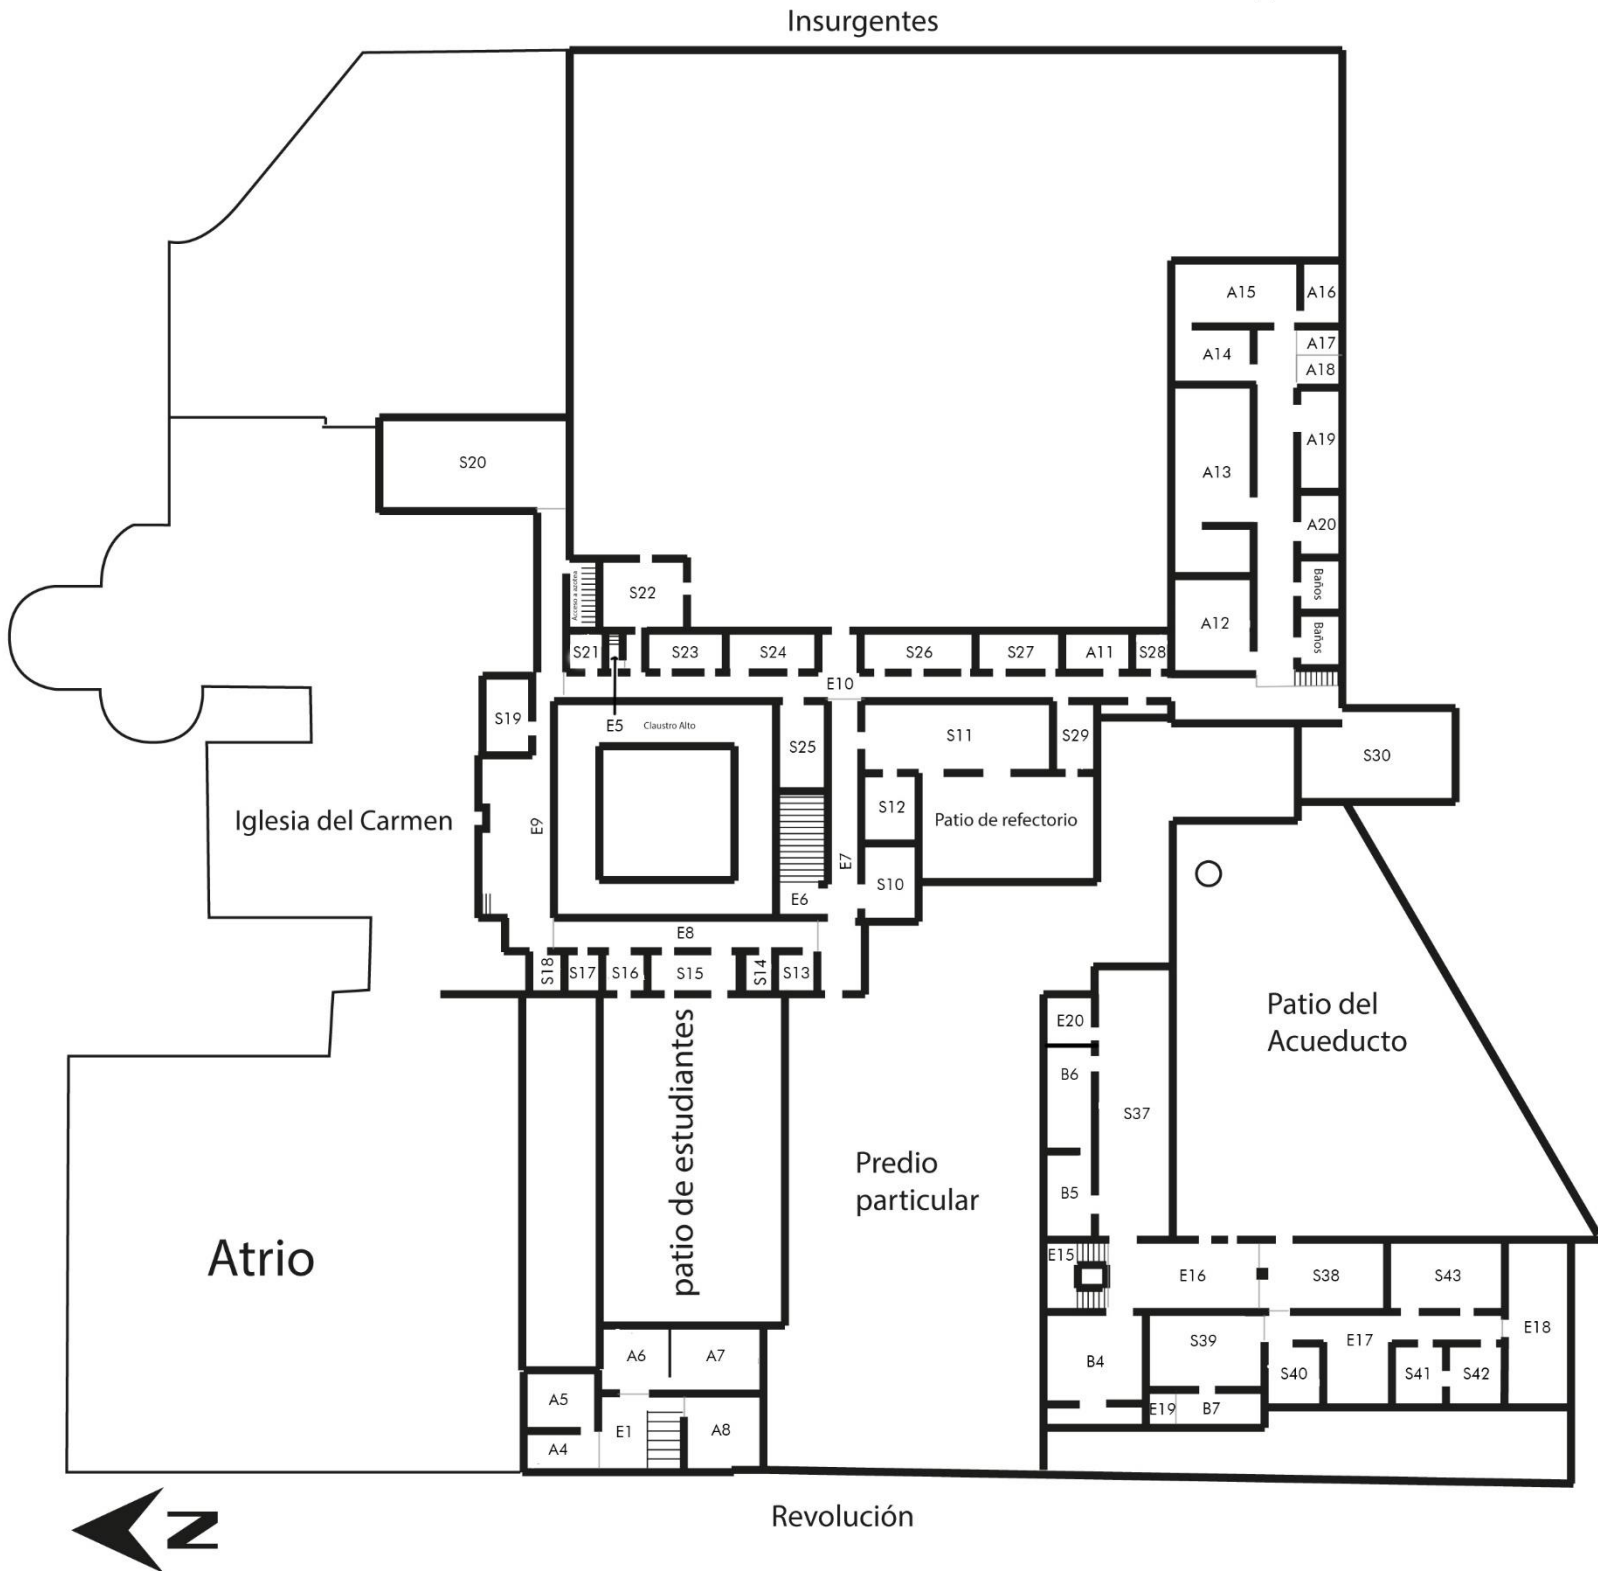 Insurgentes
A15
A16
A17
A14
A18
A19
S20
A13
A20
Acceso a azotea
S22
Baños
A12
Baños
S21
S23
S24
S26
S27
A11
S28
E10
S19
E5
Claustro Alto
S25
S11
S29
S30
Iglesia del Carmen
E9
S12
Patio de refectorio
E7
S10
E6
E8
S18
S17
S16
S15
S14
S13
patio de estudiantes
E20
Patio del
Acueducto
B6
S37
Predio
particular
B5
Atrio
E15
E16
S38
S43
E18
A6
A7
S39
E17
B4
S40
S41
S42
A5
E19
B7
E1
A8
A4
Revolución
N